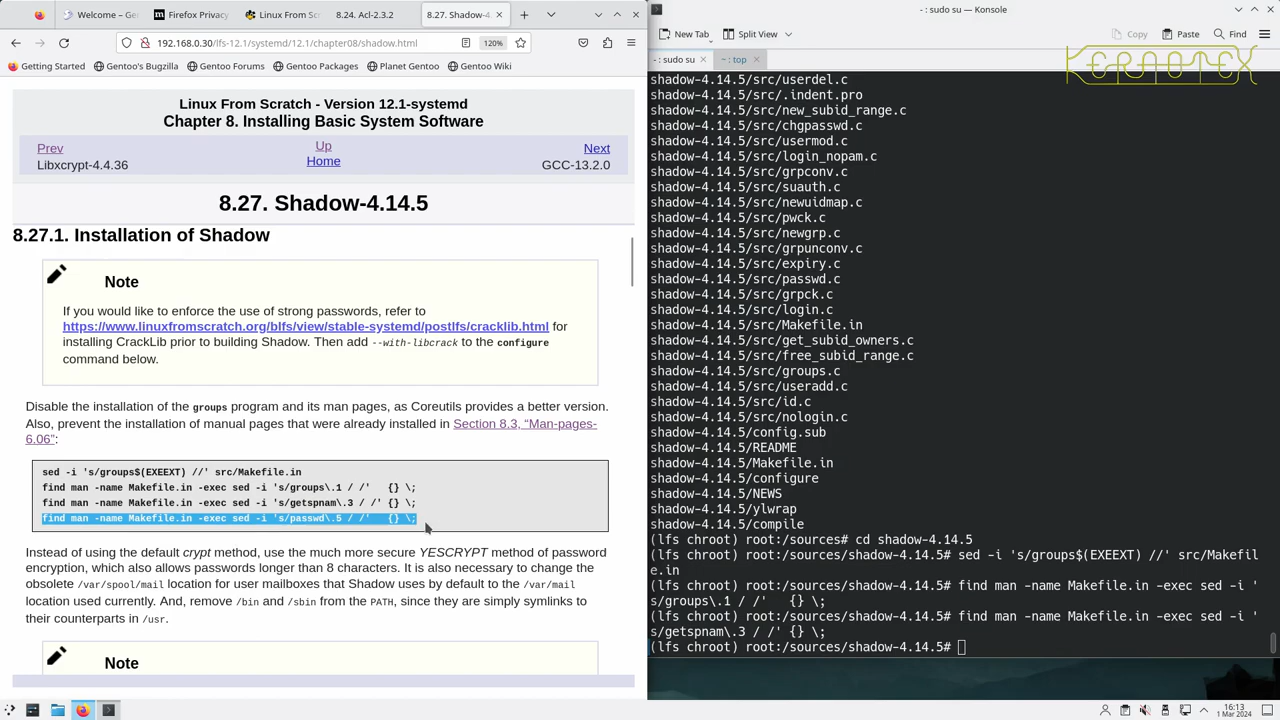 Welcome – Ge
Firefox Privacy
Linux From Scr
8.24. Acl-2.3.2
8.27. Shadow-4.
192.168.0.30/lfs-12.1/systemd/12.1/chapter08/shadow.html
120%
Getting Started
Gentoo's Bugzilla
Gentoo Forums
Gentoo Packages
Planet Gentoo
Gentoo Wiki
Linux From Scratch - Version 12.1-systemd
Chapter 8. Installing Basic System Software
Prev
Up
Next
Libxcrypt-4.4.36
Home
GCC-13.2.0
8.27. Shadow-4.14.5
8.27.1. Installation of Shadow
Note
If you would like to enforce the use of strong passwords, refer to
https://www.linuxfromscratch.org/blfs/view/stable-systemd/postlfs/cracklib.html for
installing CrackLib prior to building Shadow. Then add --with-libcrack to the configure
command below.
Disable the installation of the groups program and its man pages, as Coreutils provides a better version.
Also, prevent the installation of manual pages that were already installed in Section 8.3, “Man-pages-
6.06”:
sed -i 's/groups$(EXEEXT) //' src/Makefile.in
find man -name Makefile.in -exec sed -i 's/groups\.1 / /'   {} \;
find man -name Makefile.in -exec sed -i 's/getspnam\.3 / /' {} \;
find man -name Makefile.in -exec sed -i 's/passwd\.5 / /'   {} \;
Instead of using the default crypt method, use the much more secure YESCRYPT method of password
encryption, which also allows passwords longer than 8 characters. It is also necessary to change the
obsolete /var/spool/mail location for user mailboxes that Shadow uses by default to the /var/mail
location used currently. And, remove /bin and /sbin from the PATH, since they are simply symlinks to
their counterparts in /usr.
Note
- : sudo su — Konsole
New Tab
Split View
Copy
Paste
Find
- : sudo su
~ : top
KERNOTEX
shadow-4.14.5/src/userdel.c
shadow-4.14.5/src/.indent.pro
shadow-4.14.5/src/new_subid_range.c
shadow-4.14.5/src/chgpasswd.c
shadow-4.14.5/src/usermod.c
shadow-4.14.5/src/login_nopam.c
shadow-4.14.5/src/grpconv.c
shadow-4.14.5/src/suauth.c
shadow-4.14.5/src/newuidmap.c
shadow-4.14.5/src/pwck.c
shadow-4.14.5/src/newgrp.c
shadow-4.14.5/src/grpunconv.c
shadow-4.14.5/src/expiry.c
shadow-4.14.5/src/passwd.c
shadow-4.14.5/src/grpck.c
shadow-4.14.5/src/login.c
shadow-4.14.5/src/Makefile.in
shadow-4.14.5/src/get_subid_owners.c
shadow-4.14.5/src/free_subid_range.c
shadow-4.14.5/src/groups.c
shadow-4.14.5/src/useradd.c
shadow-4.14.5/src/id.c
shadow-4.14.5/src/nologin.c
shadow-4.14.5/config.sub
shadow-4.14.5/README
shadow-4.14.5/Makefile.in
shadow-4.14.5/configure
shadow-4.14.5/NEWS
shadow-4.14.5/ylwrap
shadow-4.14.5/compile
(lfs chroot) root:/sources# cd shadow-4.14.5
(lfs chroot) root:/sources/shadow-4.14.5# sed -i 's/groups$(EXEEXT) //' src/Makefil
e.in
(lfs chroot) root:/sources/shadow-4.14.5# find man -name Makefile.in -exec sed -i '
s/groups\.1 / /'   {} \;
(lfs chroot) root:/sources/shadow-4.14.5# find man -name Makefile.in -exec sed -i '
s/getspnam\.3 / /' {} \;
(lfs chroot) root:/sources/shadow-4.14.5#
16:13
1 Mar 2024